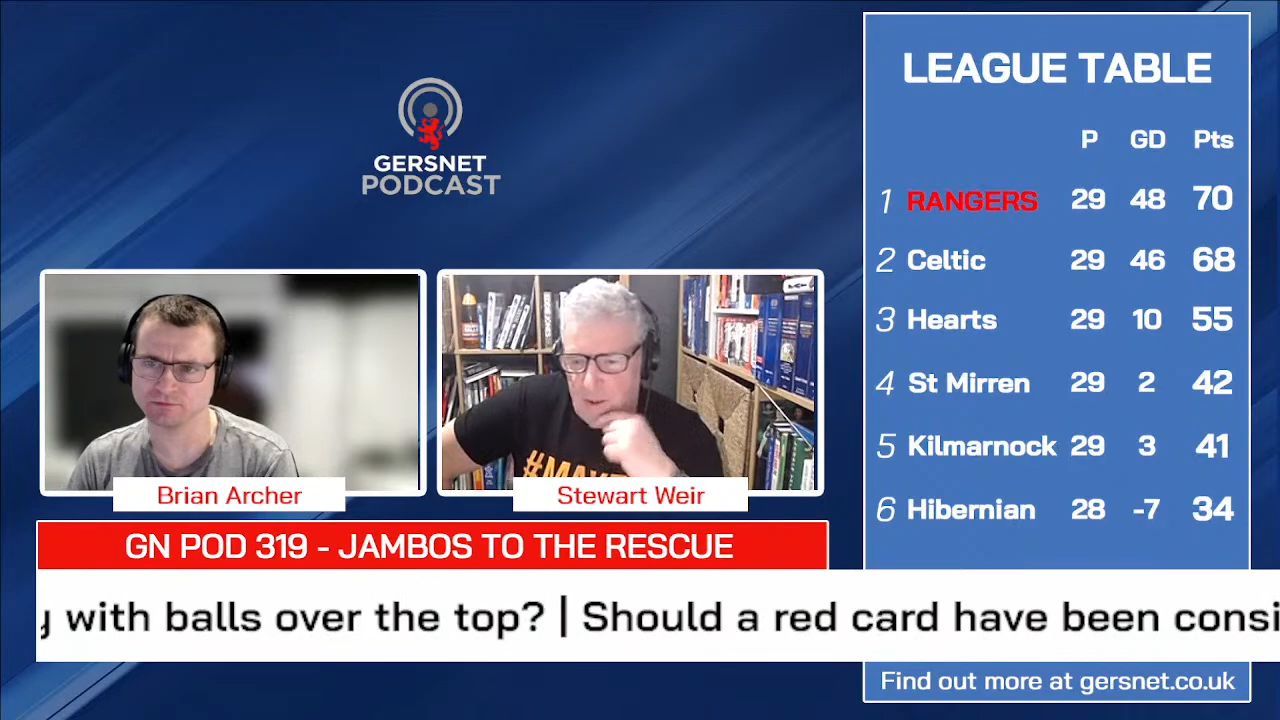 GERSNET
PODCAST
Brian Archer
Stewart Weir
#MAY
GN POD 319 - JAMBOS TO THE RESCUE
y with balls over the top? | Should a red card have been consi
LEAGUE TABLE
P GD Pts
1 RANGERS 29 48 70
2 Celtic 29 46 68
3 Hearts 29 10 55
4 St Mirren 29 2 42
5 Kilmarnock 29 3 41
6 Hibernian 28 -7 34
Find out more at gersnet.co.uk